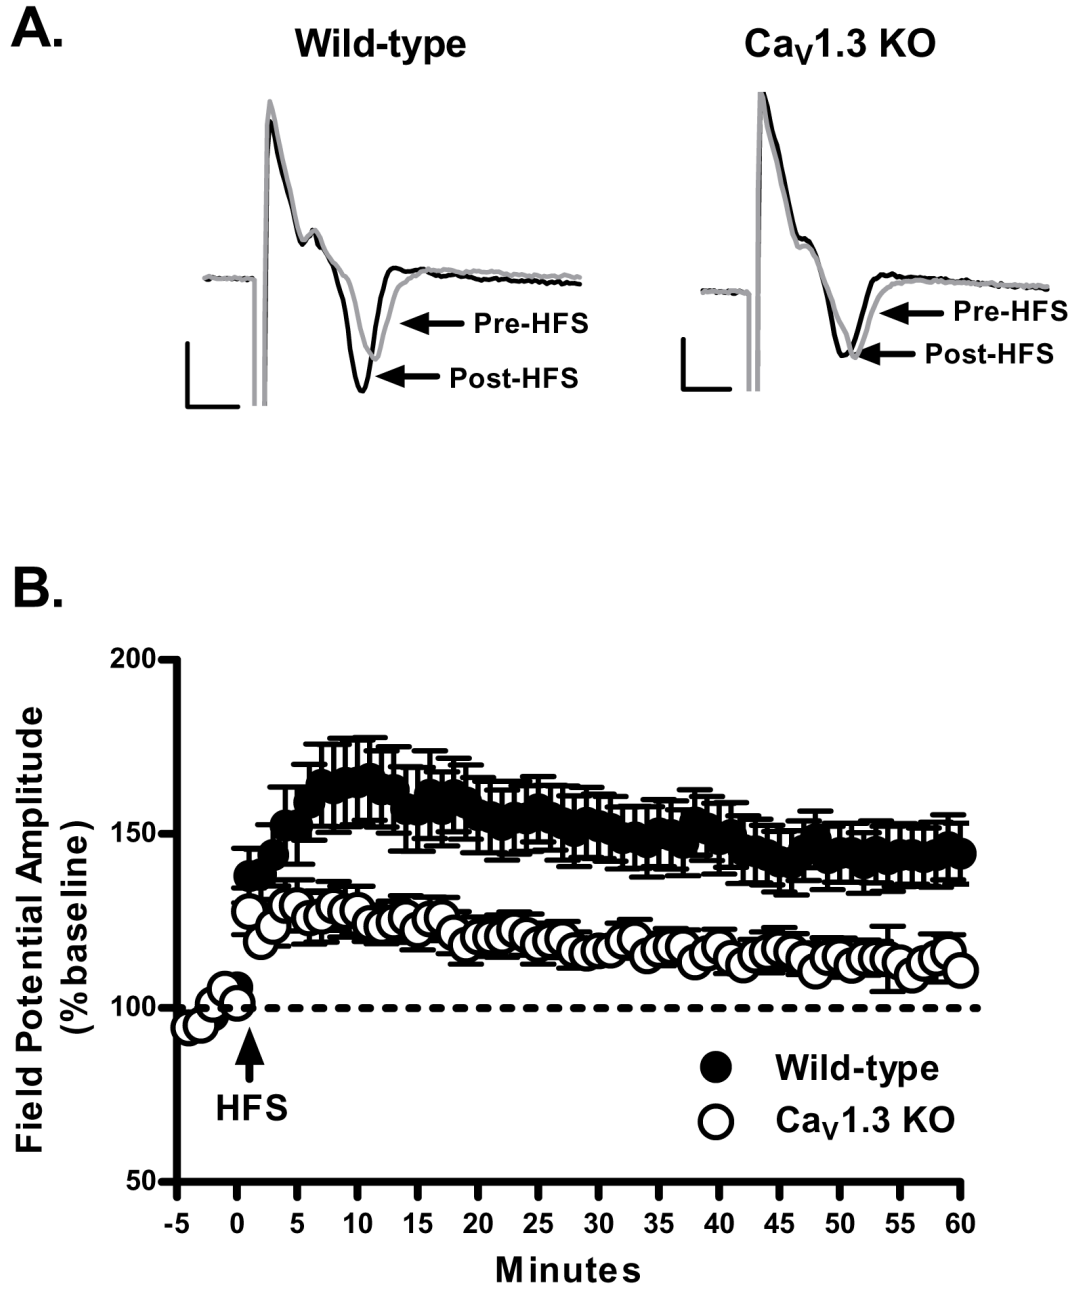 A.
Wild-type
Ca_V1.3 KO
Pre-HFS
Post-HFS
Pre-HFS
Post-HFS
B.
Field Potential Amplitude
(%baseline)
200
150
100
50
HFS
Wild-type
Ca_V1.3 KO
-5 0 5 10 15 20 25 30 35 40 45 50 55 60
Minutes